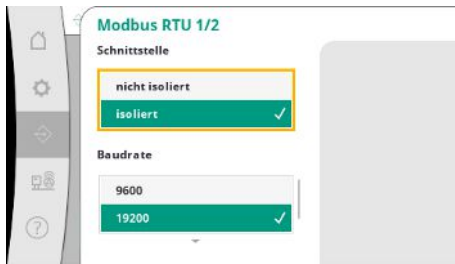 Modbus RTU 1/2
Schnittstelle
nicht isoliert
isoliert
Baudrate
9600
19200
?